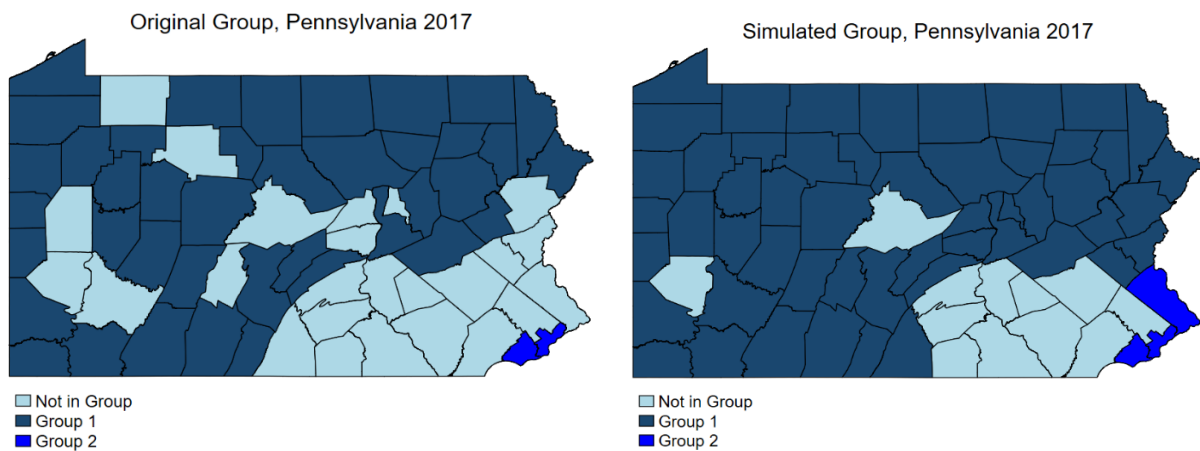 Original Group, Pennsylvania 2017
Not in Group
Group 1
Group 2
Simulated Group, Pennsylvania 2017
Not in Group
Group 1
Group 2